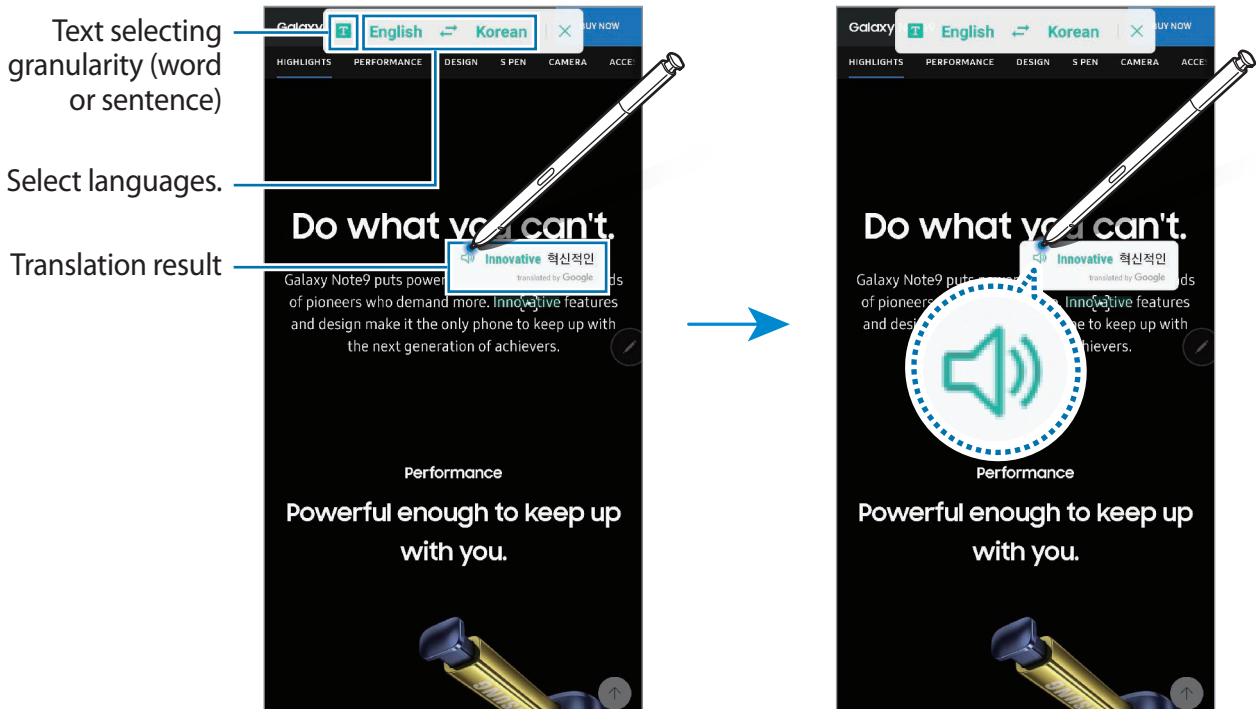 Text selecting
granularity (word
or sentence)
Select languages.
Translation result
Galaxy
T English Korean
BUY NOW
HIGHLIGHTS PERFORMANCE DESIGN S PEN CAMERA ACCE
Do what you can't.
Innovative 혁신적인
translated by Google
Galaxy Note9 puts power
of pioneers who demand more. Innovative features
and design make it the only phone to keep up with
the next generation of achievers.
Performance
Powerful enough to keep up
with you.
Galaxy
T English Korean
BUY NOW
HIGHLIGHTS PERFORMANCE DESIGN S PEN CAMERA ACCE
Do what you can't.
Innovative 혁신적인
translated by Google
Galaxy Note9 puts
of pioneers Innovative features
and to keep up with
Performance
Powerful enough to keep up
with you.